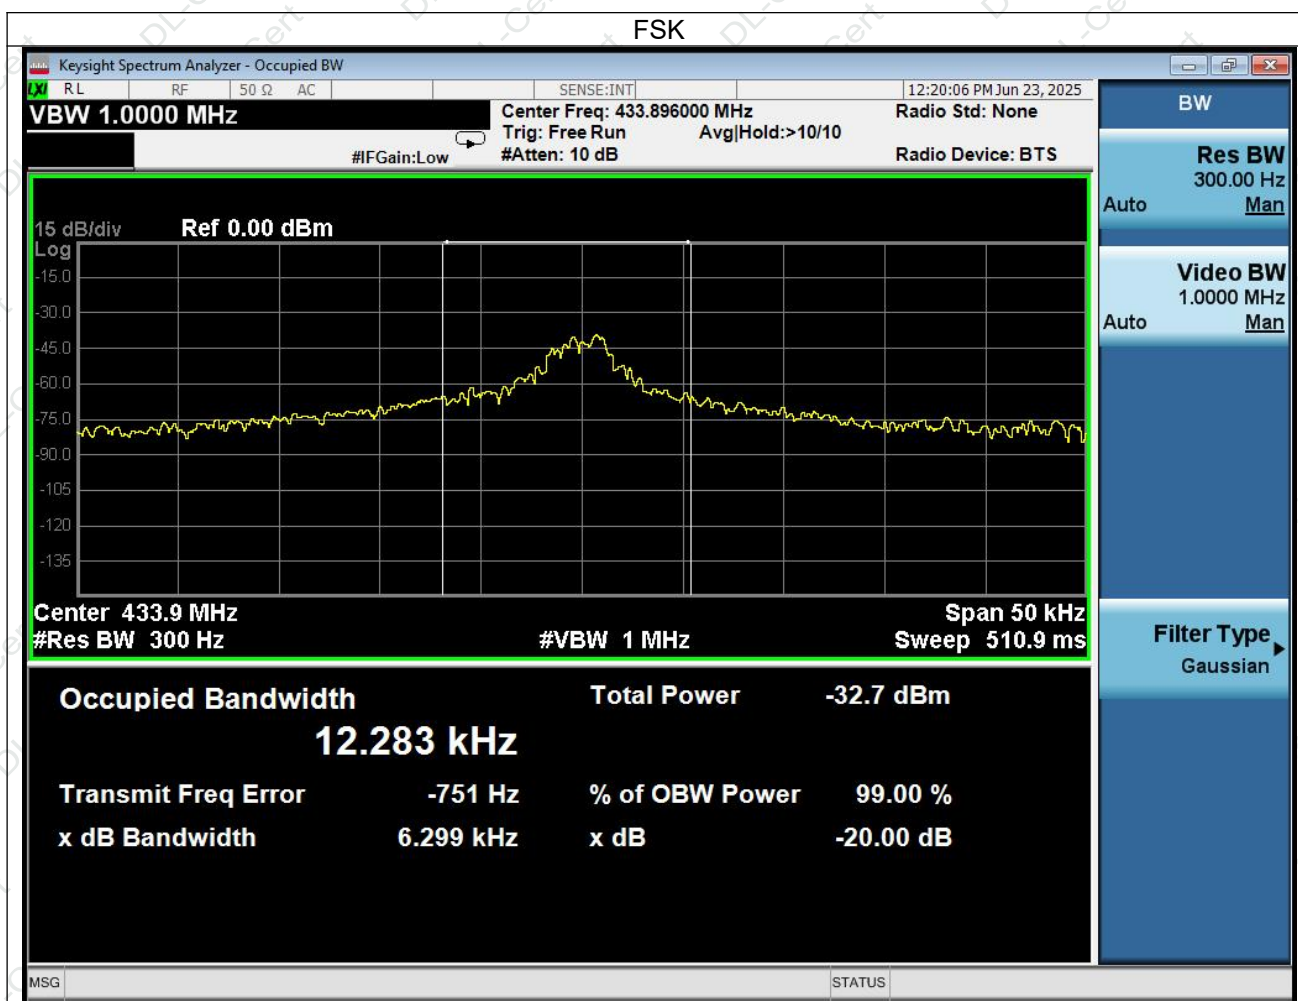 FSK
Keysight Spectrum Analyzer - Occupied BW
LXI RL RF 50 Ω AC SENSE:INT 12:20:06 PM Jun 23, 2025
VBW 1.0000 MHz
Center Freq: 433.896000 MHz Radio Std: None
Trig: Free Run Avg|Hold:>10/10
#IFGain:Low #Atten: 10 dB Radio Device: BTS
15 dB/div Ref 0.00 dBm
Log
-15.0
-30.0
-45.0
-60.0
-75.0
-90.0
-105
-120
-135
Center 433.9 MHz Span 50 kHz
#Res BW 300 Hz #VBW 1 MHz Sweep 510.9 ms
Occupied Bandwidth Total Power -32.7 dBm
12.283 kHz
Transmit Freq Error -751 Hz % of OBW Power 99.00 %
x dB Bandwidth 6.299 kHz x dB -20.00 dB
MSG STATUS
BW
Res BW
300.00 Hz
Auto Man
Video BW
1.0000 MHz
Auto Man
Filter Type
Gaussian